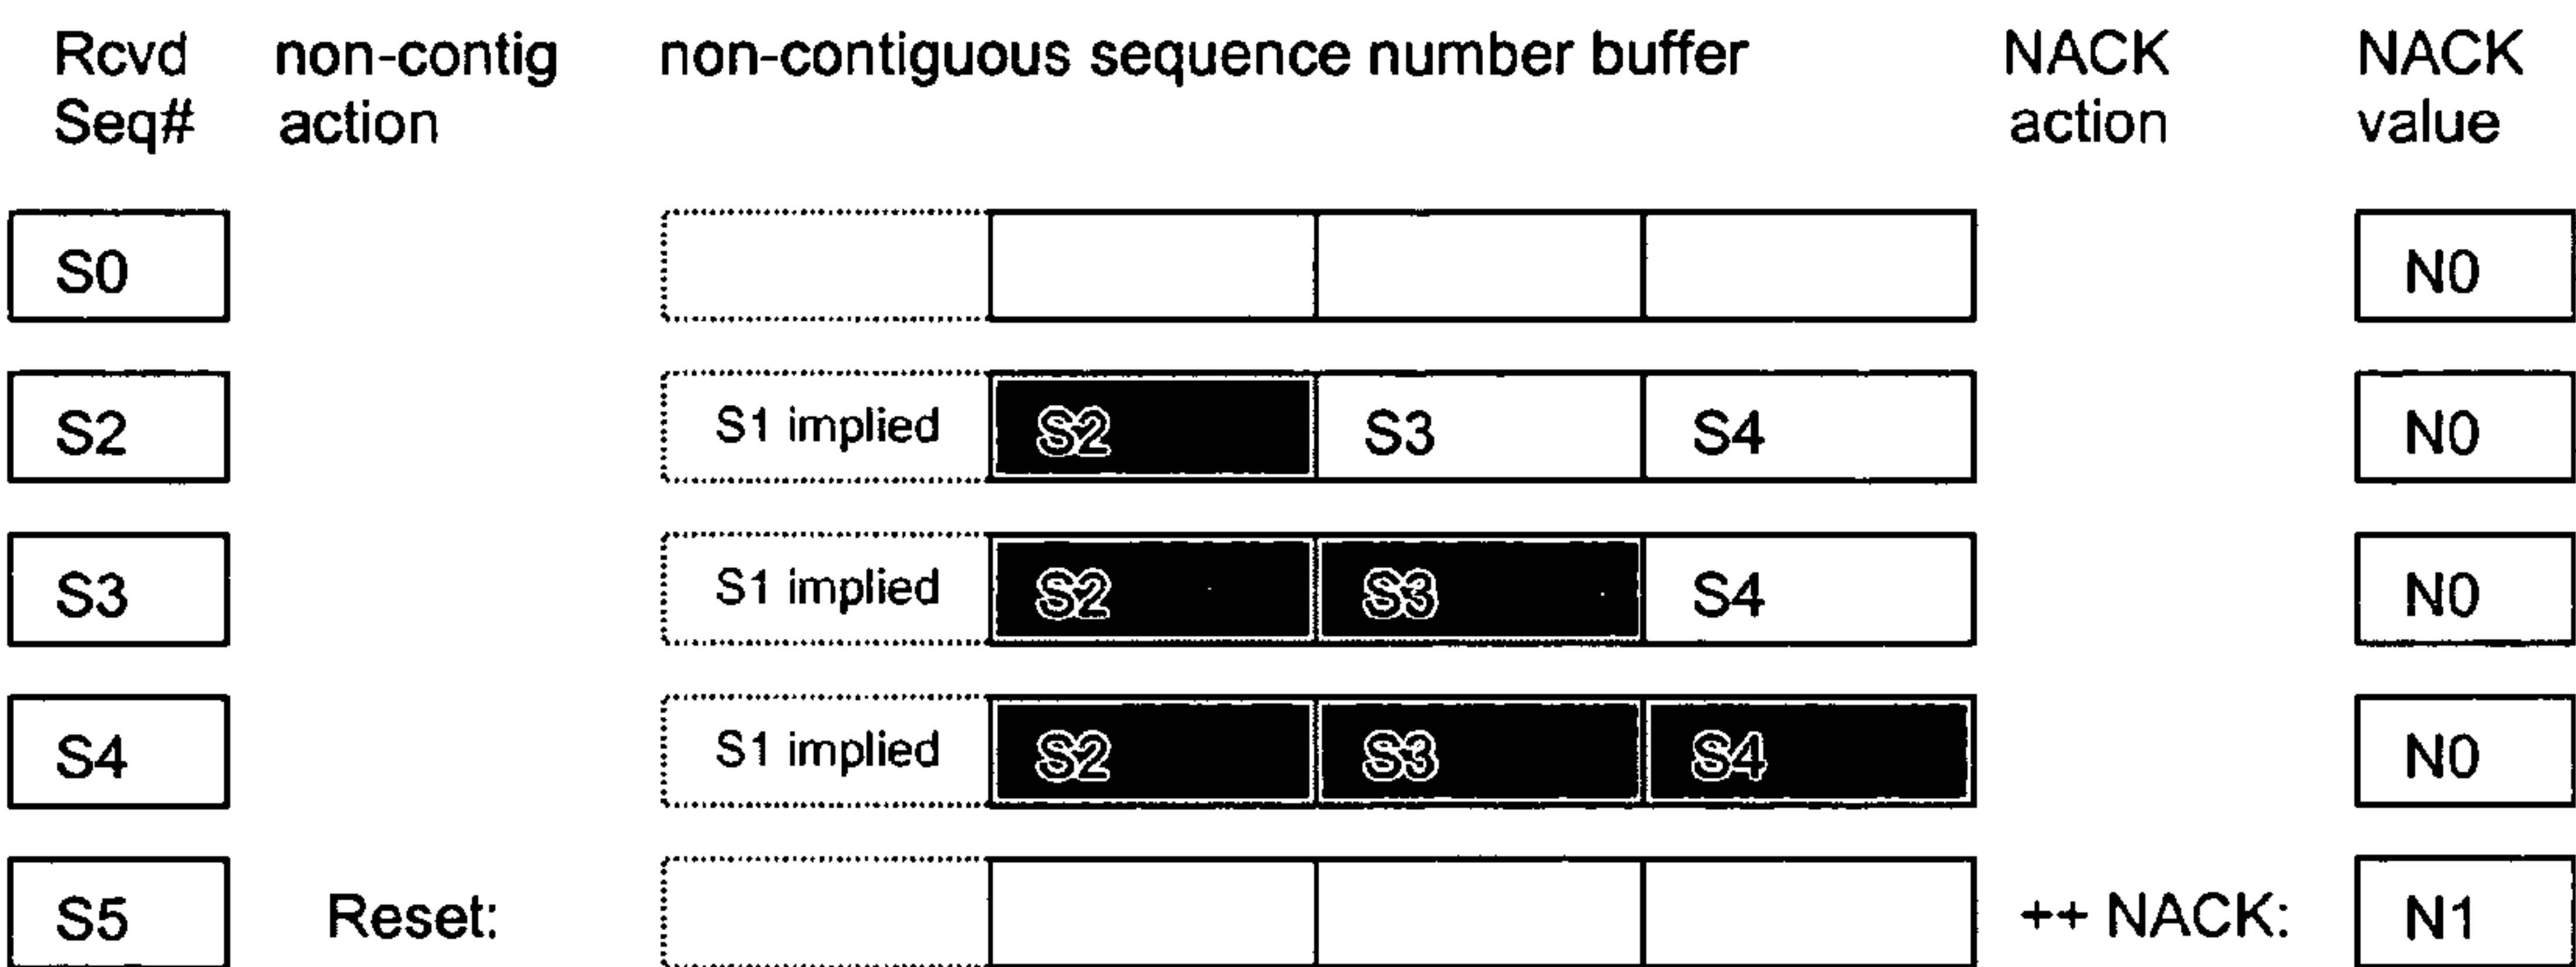 Rcvd non-contig non-contiguous sequence number buffer NACK NACK
Seq# action action value
S0 N0
S2 S1 implied S2 S3 S4 N0
S3 S1 implied S2 S3 S4 N0
S4 S1 implied S2 S3 S4 N0
S5 Reset: ++ NACK: N1